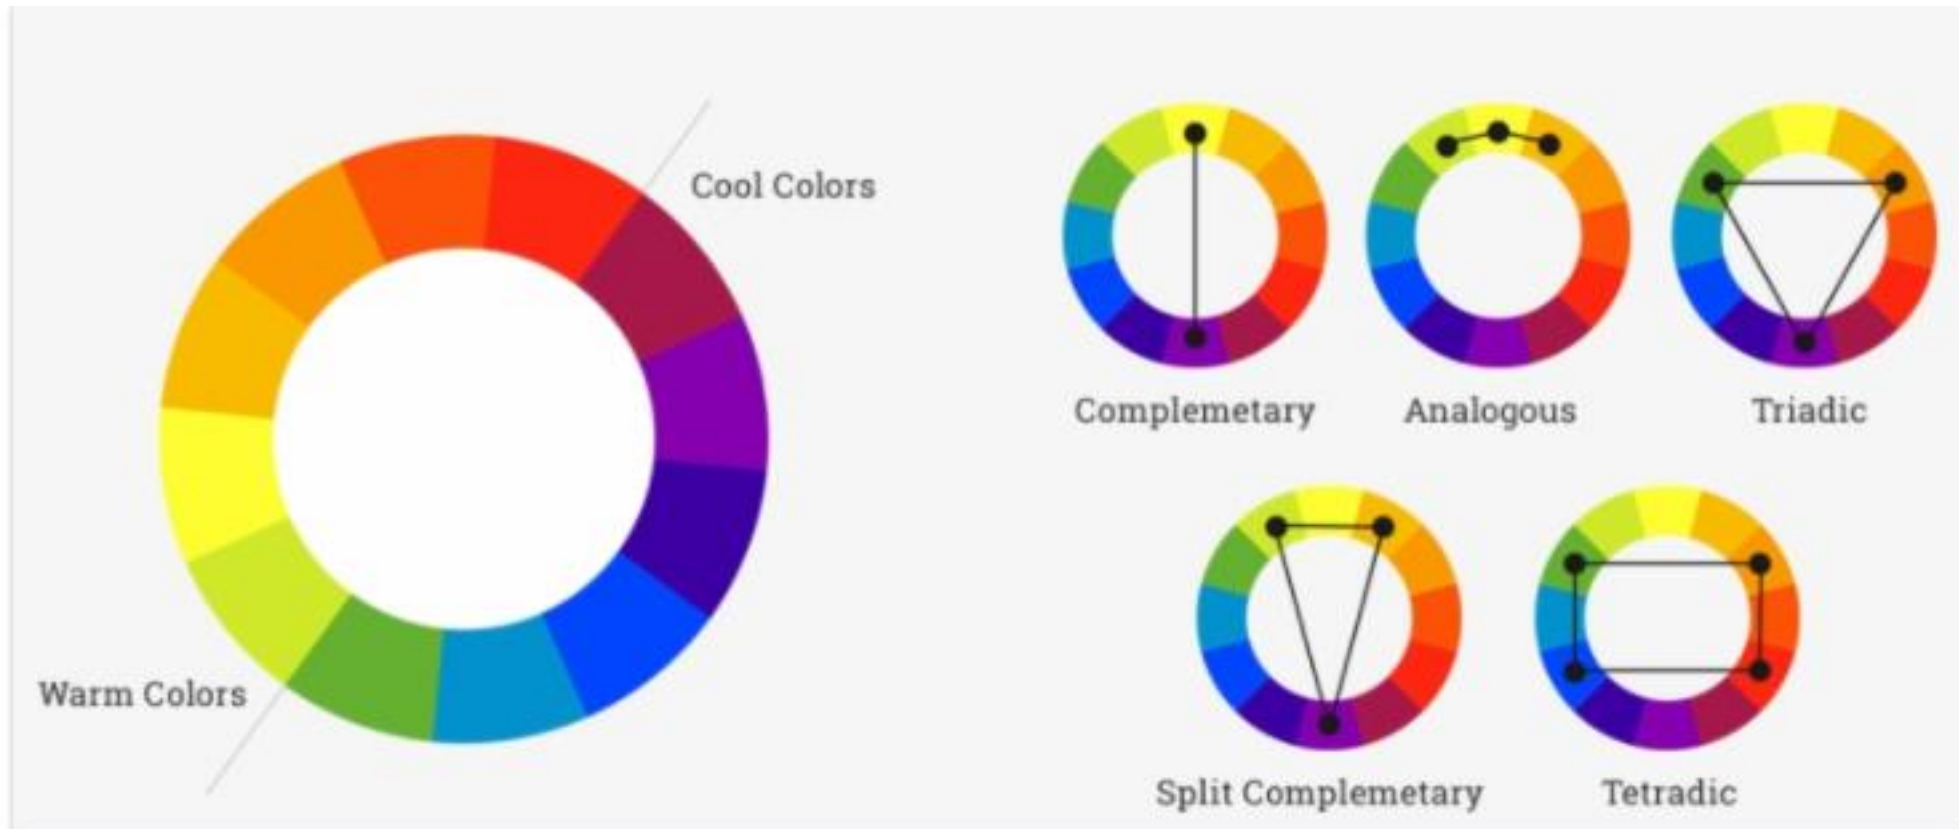 Cool Colors
Warm Colors
Complemetary
Analogous
Triadic
Split Complemetary
Tetradic